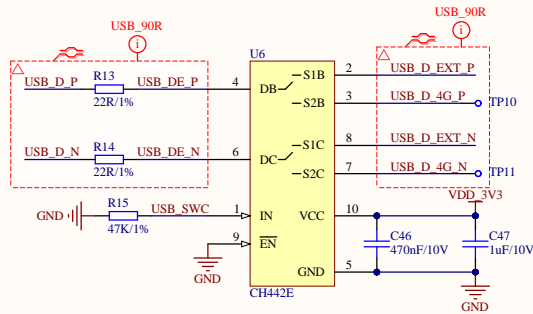 USB_90R
i
USB_90R
i
U6
USB_D_P
R13
22R/1%
USB_DE_P
4
DB
S1B
2
USB_D_EXT_P
S2B
3
USB_D_4G_P
TP10
USB_D_N
R14
22R/1%
USB_DE_N
6
DC
S1C
8
USB_D_EXT_N
S2C
7
USB_D_4G_N
TP11
GND
R15
47K/1%
USB_SWC
1
IN
VCC
10
VDD_3V3
9
EN
GND
C46
470nF/10V
C47
1uF/10V
GND
5
CH442E
GND